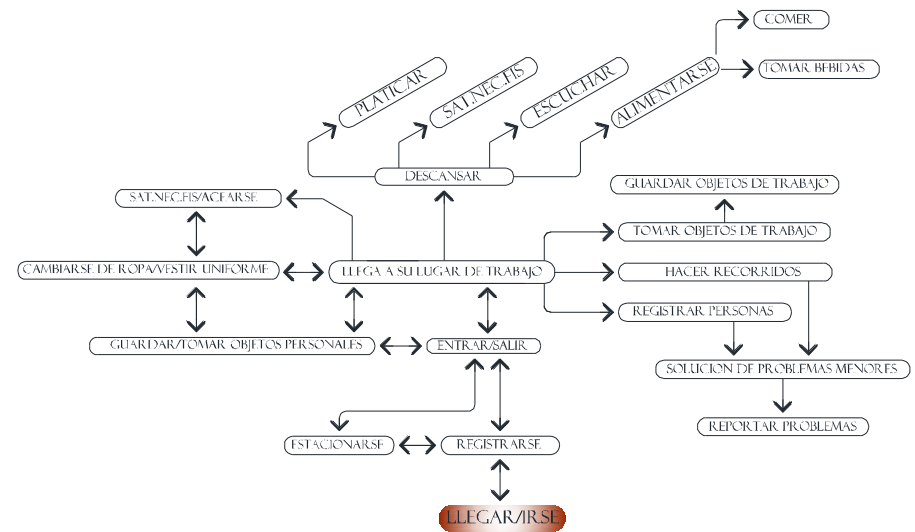 COMER
TOMAR BEBIDAS
PLATICAR
SAT.NEC.FIS
ESCUCHAR
ALIMENTARSE
DESCANSAR
GUARDAR OBJETOS DE TRABAJO
SAT.NEC.FIS/ACEARSE
TOMAR OBJETOS DE TRABAJO
CAMBIARSE DE ROPA/VESTIR UNIFORME
LLEGA A SU LUGAR DE TRABAJO
HACER RECORRIDOS
REGISTRAR PERSONAS
GUARDAR/TOMAR OBJETOS PERSONALES
ENTRAR/SALIR
SOLUCION DE PROBLEMAS MENORES
REPORTAR PROBLEMAS
ESTACIONARSE
REGISTRARSE
LLEGAR/IRSE